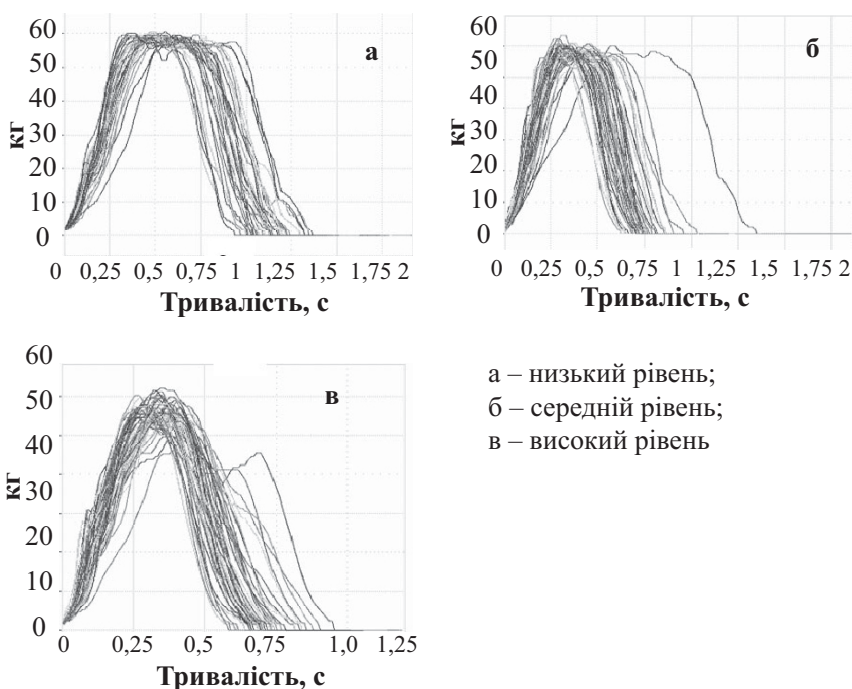 60
50
40
30
20
10
0
кг
а
0 0,25 0,5 0,75 1 1,25 1,5 1,75 2
Тривалість, с
60
50
40
30
20
10
0
кг
б
0 0,25 0,5 0,75 1 1,5 1,75 2
Тривалість, с
60
50
40
30
20
10
0
кг
в
0 0,25 0,5 0,75 1,0 1,25
Тривалість, с
а – низький рівень;
б – середній рівень;
в – високий рівень